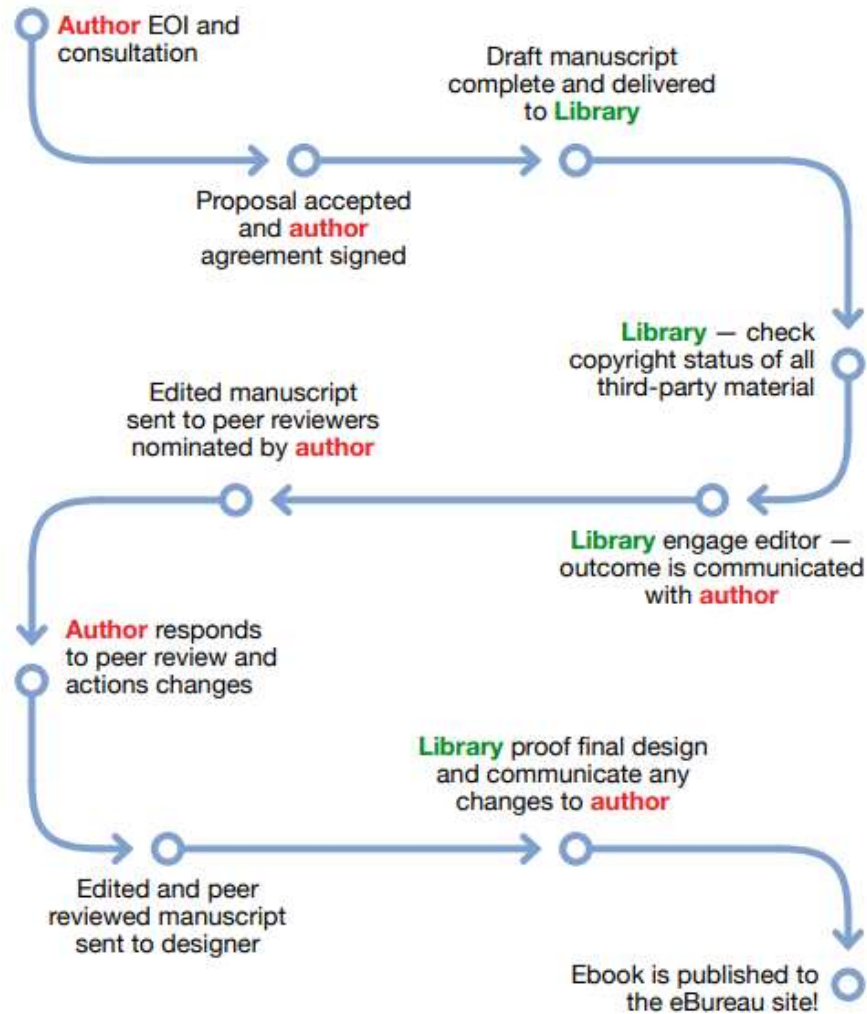 Author EOI and
consultation
Proposal accepted
and author
agreement signed
Draft manuscript
complete and delivered
to Library
Library — check
copyright status of all
third-party material
Library engage editor —
outcome is communicated
with author
Edited manuscript
sent to peer reviewers
nominated by author
Author responds
to peer review and
actions changes
Edited and peer
reviewed manuscript
sent to designer
Library proof final design
and communicate any
changes to author
Ebook is published to
the eBureau site!